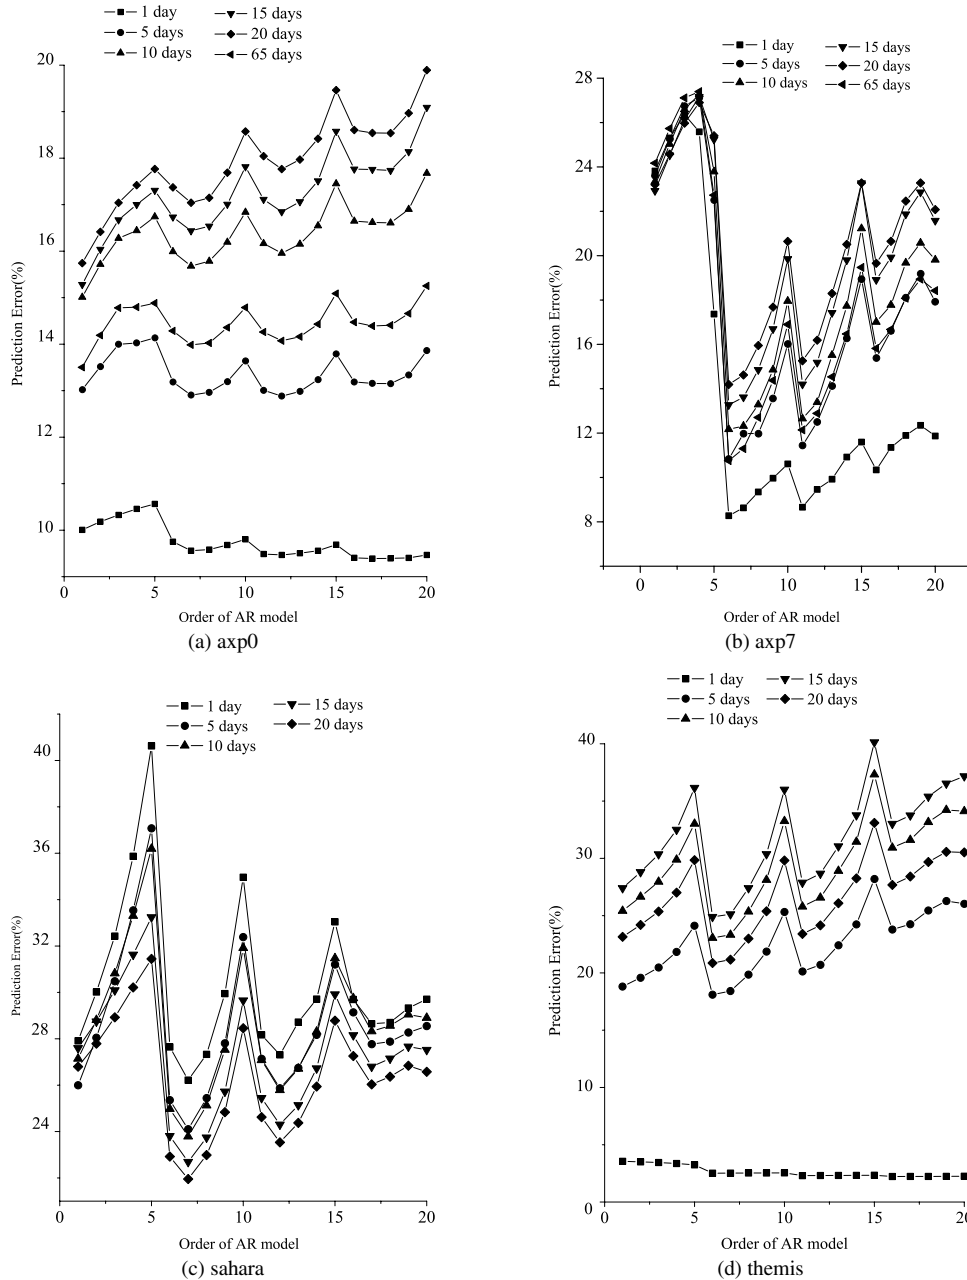 1 day
15 days
5 days
20 days
10 days
65 days
20
18
16
14
12
10
Prediction Error(%)
0 5 10 15 20
Order of AR model
(a) axp0
1 day
15 days
5 days
20 days
10 days
65 days
28
24
20
16
12
8
Prediction Error(%)
0 5 10 15 20
Order of AR model
(b) axp7
1 day
15 days
5 days
20 days
10 days
40
36
32
28
24
Prediction Error(%)
0 5 10 15 20
Order of AR model
(c) sahara
1 day
15 days
5 days
20 days
10 days
40
30
20
10
0
Prediction Error(%)
0 5 10 15 20
Order of AR model
(d) themis